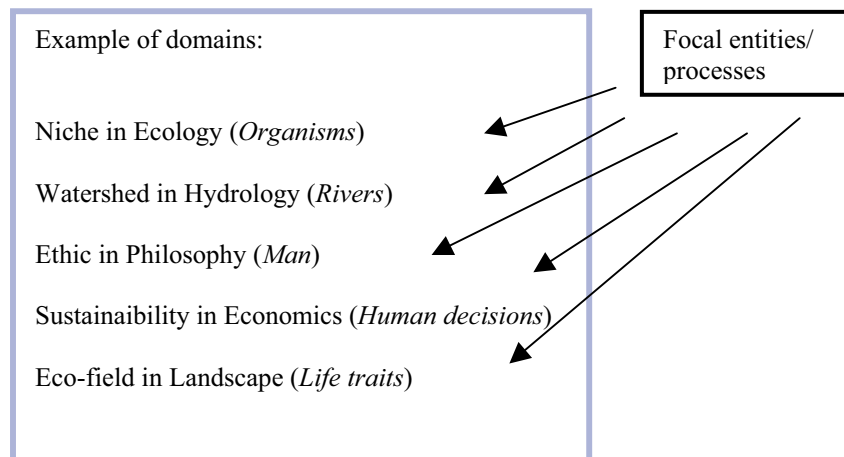 Example of domains:
Focal entities/
processes
Niche in Ecology (Organisms)
Watershed in Hydrology (Rivers)
Ethic in Philosophy (Man)
Sustainaibility in Economics (Human decisions)
Eco-field in Landscape (Life traits)